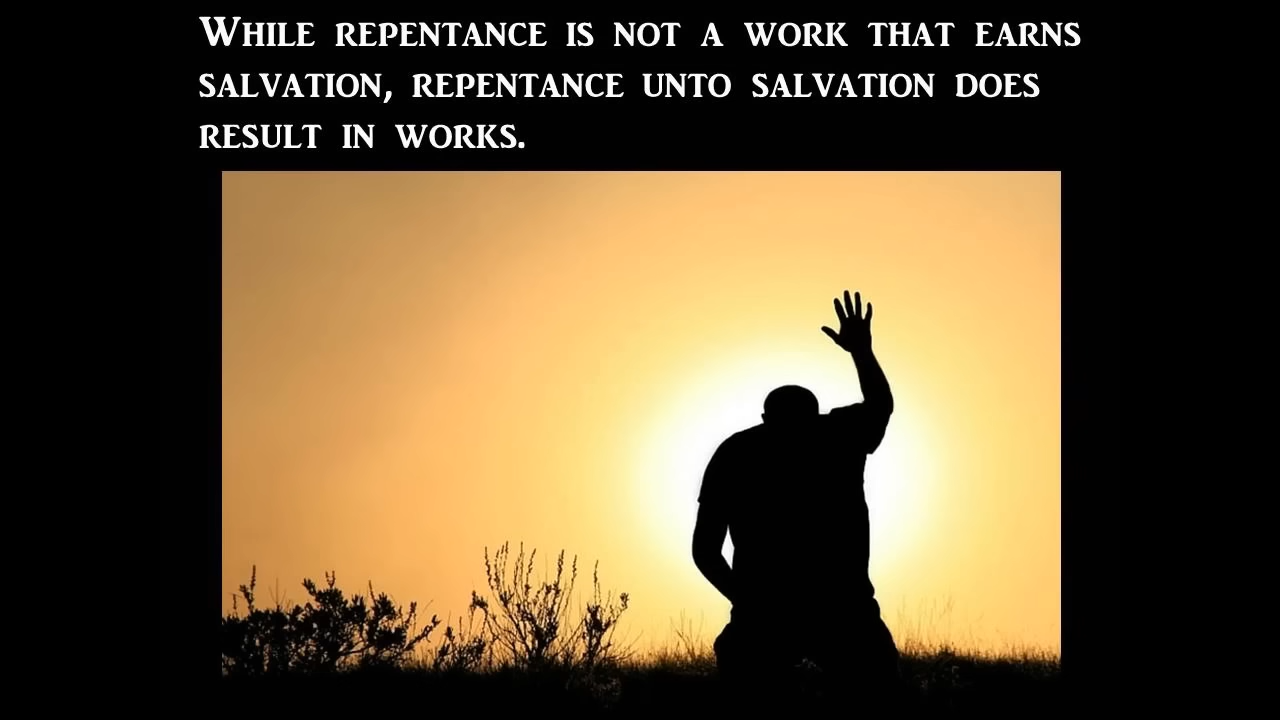 While repentance is not a work that earns
salvation, repentance unto salvation does
result in works.